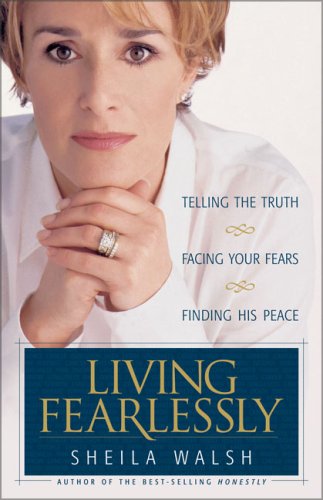 TELLING THE TRUTH
FACING YOUR FEARS
FINDING HIS PEACE
LIVING
FEARLESSLY
SHEILA WALSH
AUTHOR OF THE BEST-SELLING HONESTLY